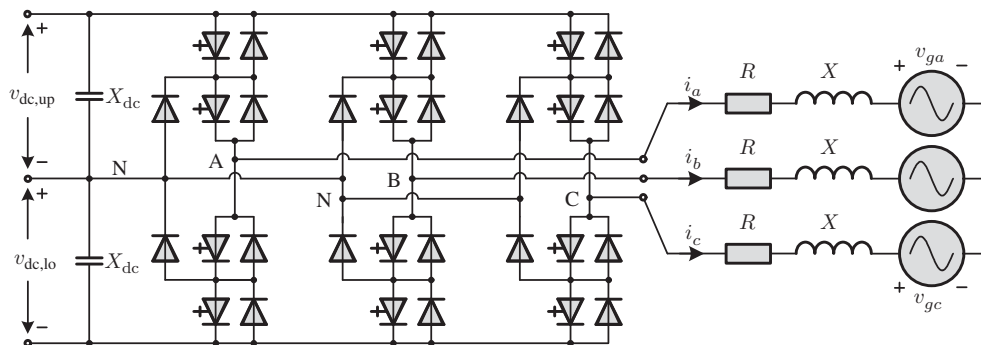 +
v_dc,up
−
+
v_dc,lo
−
X_dc
X_dc
N
A
N
B
C
i_a
R
X
v_ga
+
−
i_b
R
X
i_c
R
X
+
−
v_gc